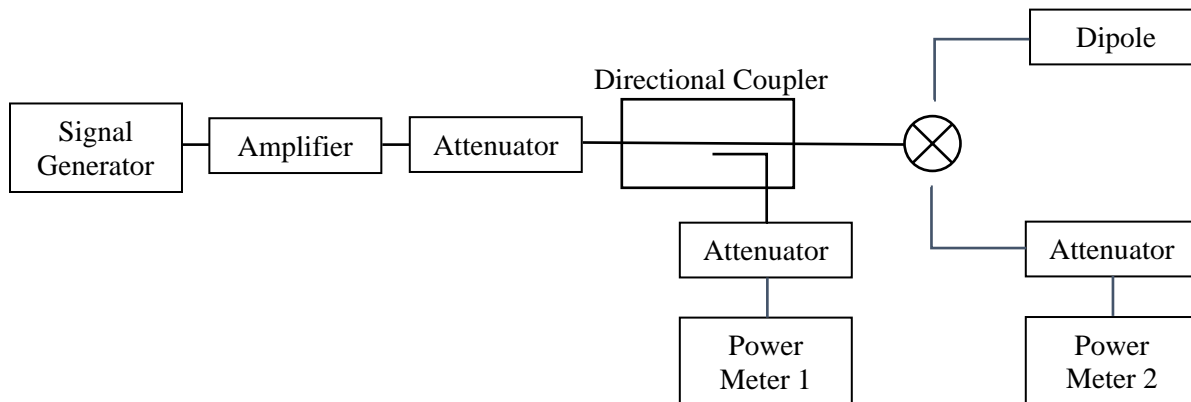 Dipole
Directional Coupler
Signal
Generator
Amplifier
Attenuator
Attenuator
Attenuator
Power
Meter 1
Power
Meter 2